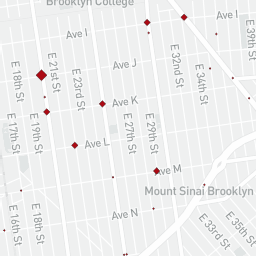 Brooklyn College
Ave I
Ave I
E 39th St
Ave J
E 32nd St
E 34th St
E 18th St
E 21st St
E 23rd St
Ave K
E 17th St
E 19th St
E 27th St
E 29th St
Ave L
Ave M
Mount Sinai Brooklyn
E 16th St
E 18th St
Ave N
E 33rd St
E 35th St